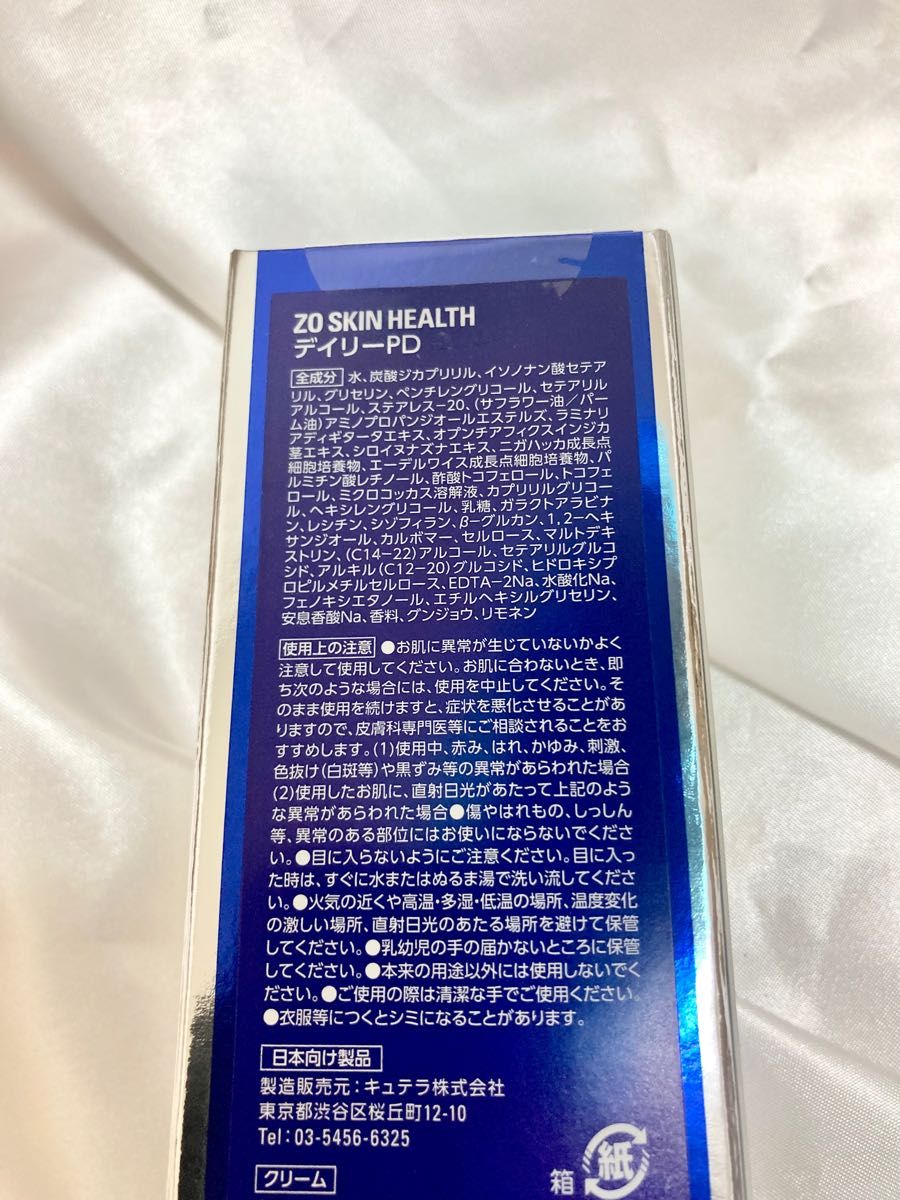 ZO SKIN HEALTH
デイリーPD
全成分 水、炭酸ジカプリリル、イソノナン酸セテア
リル、グリセリン、ペンチレングリコール、セテアリル
アルコール、ステアレス-20、(サフラワー油/パー
ム油)アミノプロパンジオールエステルズ、ラミナリ
アディギタータエキス、オプンチアフィクスインジカ
茎エキス、シロイヌナズナエキス、ニガハッカ成長点
細胞培養物、エーデルワイス成長点細胞培養物、パ
ルミチン酸レチノール、酢酸トコフェロール、トコフェ
ロール、ミクロコッカス溶解液、カプリリルグリコー
ル、ヘキシレングリコール、乳糖、ガラクトアラビナ
ン、レシチン、シゾフィラン、β-グルカン、1,2-ヘキ
サンジオール、カルボマー、セルロース、マルトデキ
ストリン、(C14-22)アルコール、セテアリルグルコ
シド、アルキル(C12-20)グルコシド、ヒドロキシプ
ロピルメチルセルロース、EDTA-2Na、水酸化Na、
フェノキシエタノール、エチルヘキシルグリセリン、
安息香酸Na、香料、グンジョウ、リモネン
使用上の注意 ●お肌に異常が生じていないかよく
注意して使用してください。お肌に合わないとき、即
ち次のような場合には、使用を中止してください。そ
のまま使用を続けますと、症状を悪化させることがあ
りますので、皮膚科専門医等にご相談されることをお
すすめします。(1)使用中、赤み、はれ、かゆみ、刺激、
色抜け(白斑等)や黒ずみ等の異常があらわれた場合
(2)使用したお肌に、直射日光があたって上記のよう
な異常があらわれた場合●傷やはれもの、しっしん
等、異常のある部位にはお使いにならないでくださ
い。●目に入らないようにご注意ください。目に入っ
た時は、すぐに水またはぬるま湯で洗い流してくださ
い。●火気の近くや高温・多湿・低温の場所、温度変化
の激しい場所、直射日光のあたる場所を避けて保管
してください。●乳幼児の手の届かないところに保管
してください。●本来の用途以外には使用しないでく
ださい。●ご使用の際は清潔な手でご使用ください。
●衣服等につくとシミになることがあります。
日本向け製品
製造販売元：キュテラ株式会社
東京都渋谷区桜丘町12-10
Tel：03-5456-6325
クリーム
箱 紙